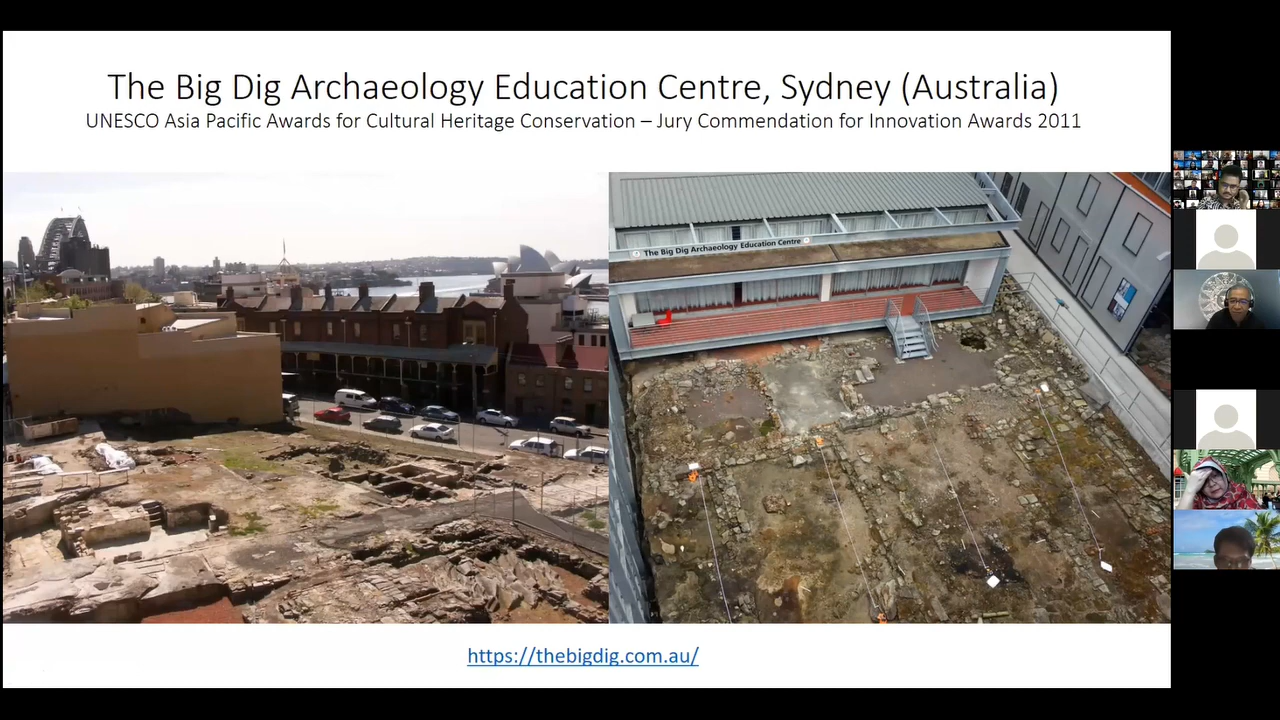 The Big Dig Archaeology Education Centre, Sydney (Australia)
UNESCO Asia Pacific Awards for Cultural Heritage Conservation – Jury Commendation for Innovation Awards 2011
The Big Dig Archaeology Education Centre
https://thebigdig.com.au/